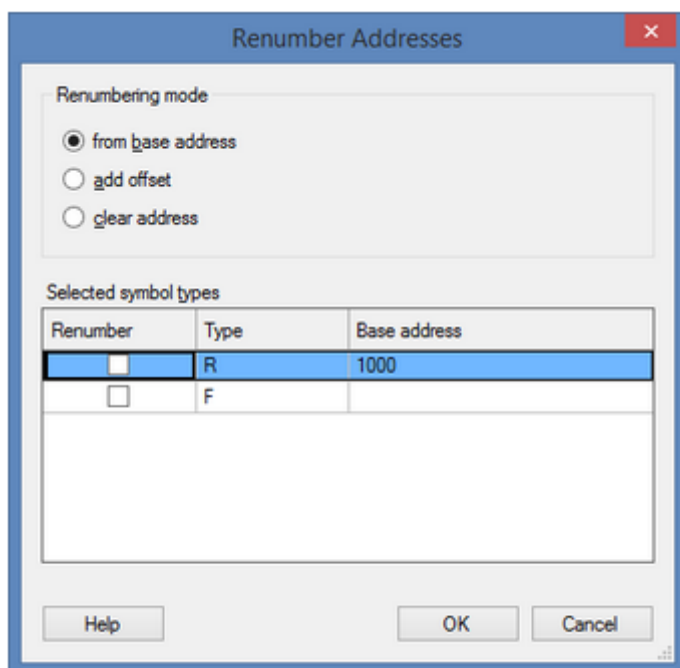 Renumber Addresses
Renumbering mode
from base address
add offset
clear address
Selected symbol types
Renumber Type Base address
R 1000
F
Help OK Cancel